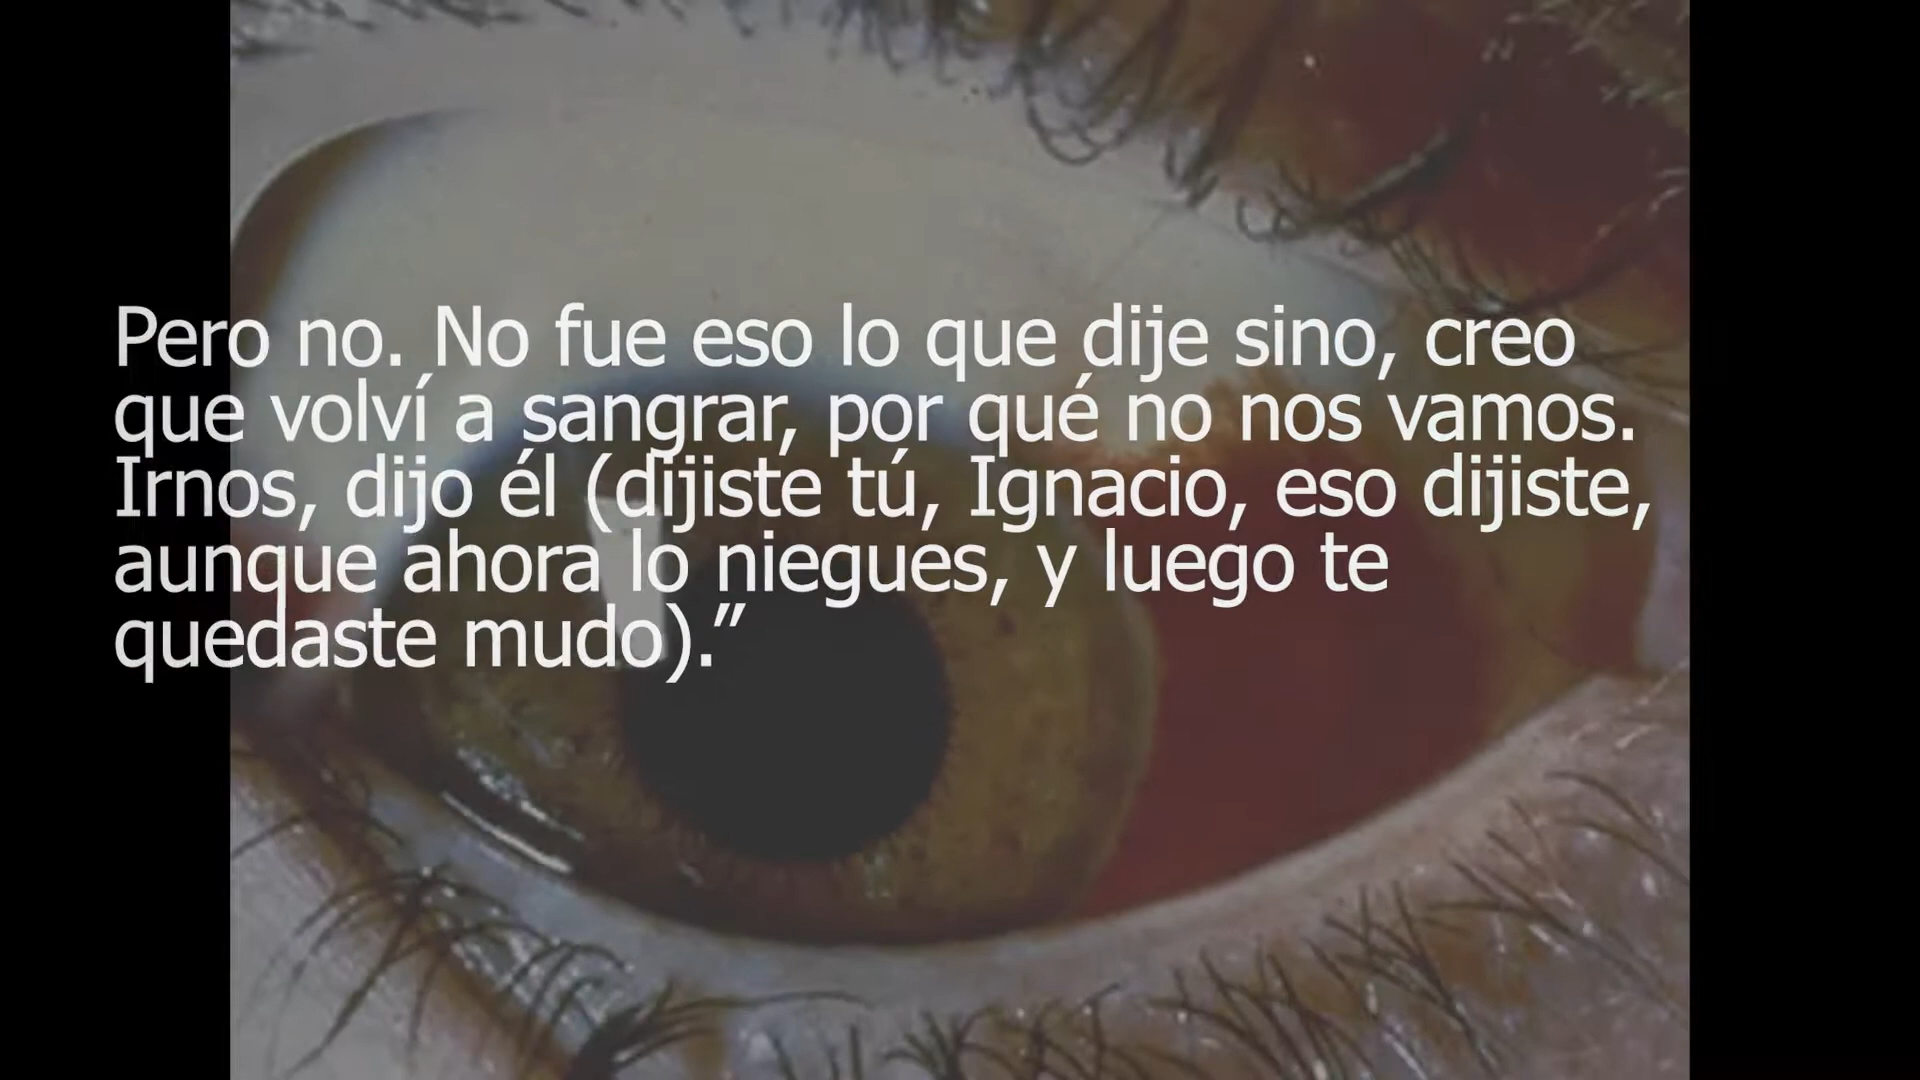 Pero no. No fue eso lo que dije sino, creo
que volví a sangrar, por qué no nos vamos.
Irnos, dijo él (dijiste tú, Ignacio, eso dijiste,
aunque ahora lo niegues, y luego te
quedaste mudo).”